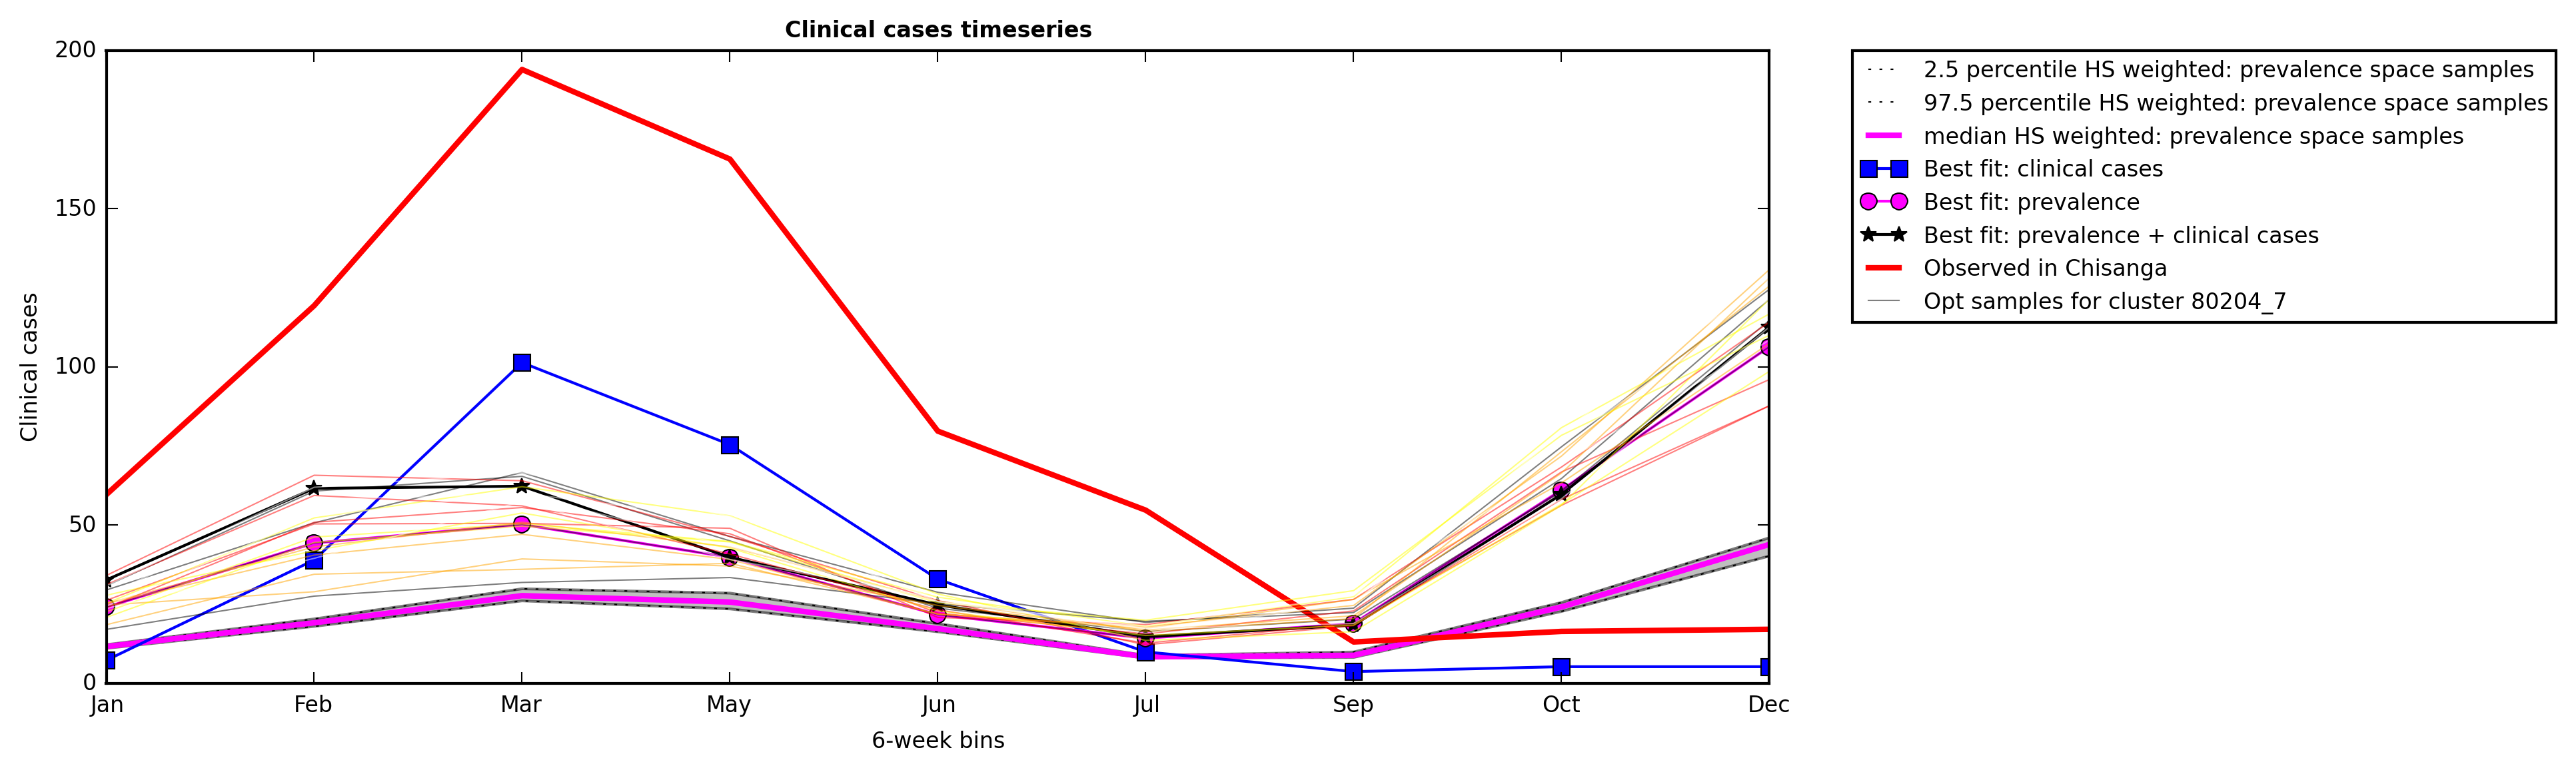 Clinical cases timeseries
200
150
100
50
0
Clinical cases
Jan Feb Mar May Jun Jul Sep Oct Dec
6-week bins
2.5 percentile HS weighted: prevalence space samples
97.5 percentile HS weighted: prevalence space samples
median HS weighted: prevalence space samples
Best fit: clinical cases
Best fit: prevalence
Best fit: prevalence + clinical cases
Observed in Chisanga
Opt samples for cluster 80204_7